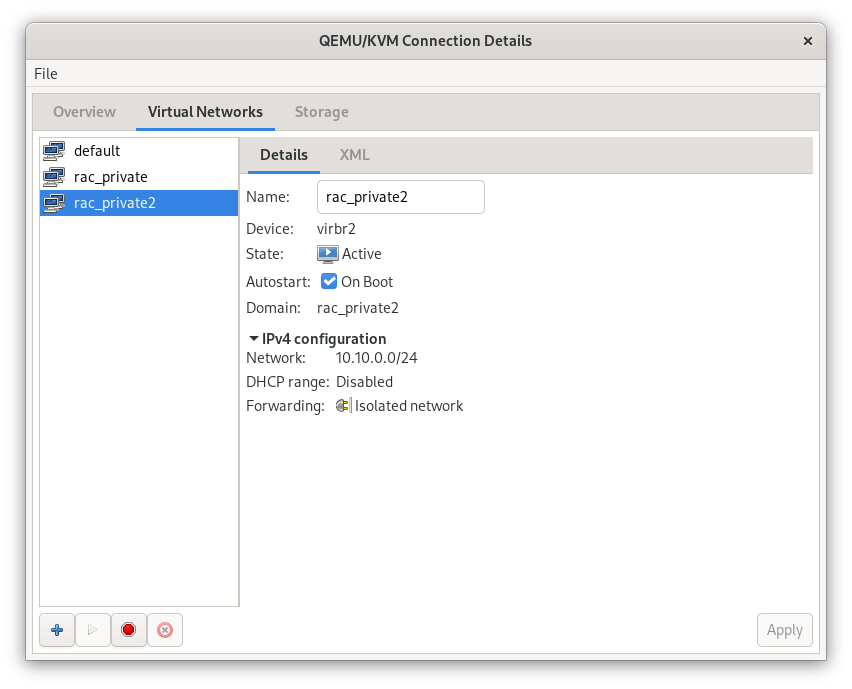 QEMU/KVM Connection Details
File
Overview Virtual Networks Storage
default
rac_private
rac_private2
Details XML
Name: rac_private2
Device: virbr2
State: Active
Autostart: On Boot
Domain: rac_private2
IPv4 configuration
Network: 10.10.0.0/24
DHCP range: Disabled
Forwarding: Isolated network
Apply